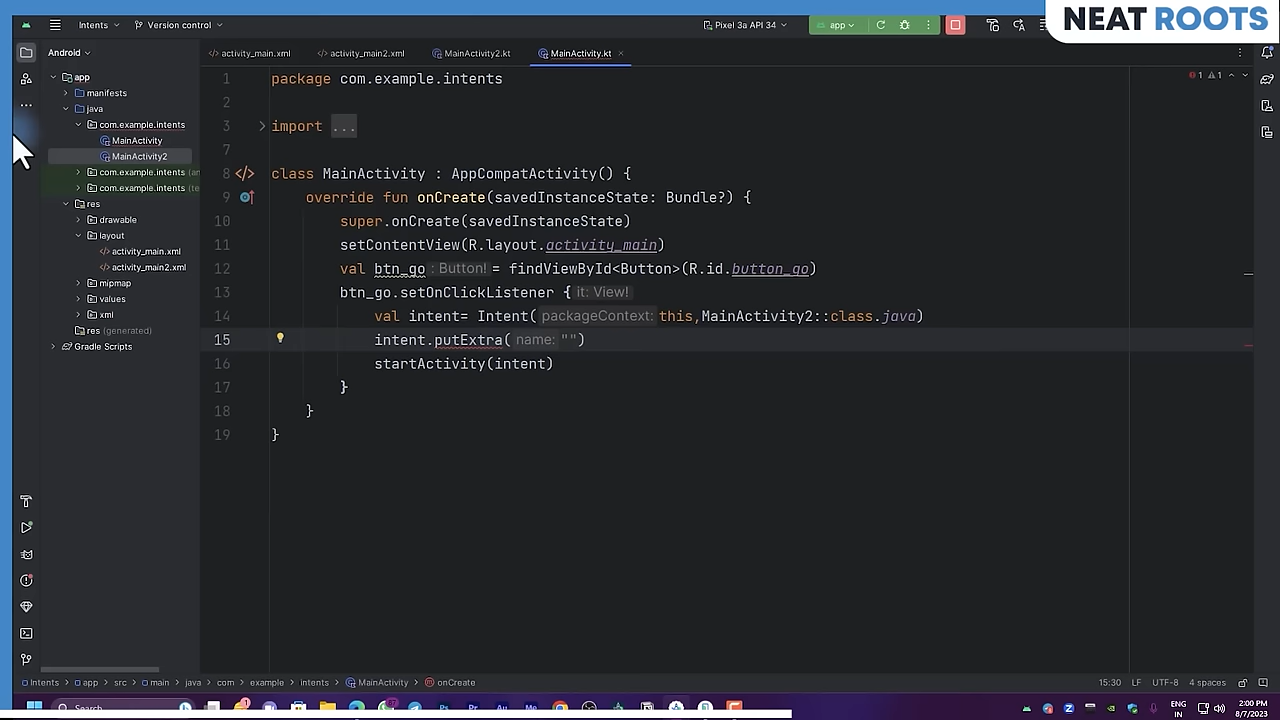 NEAT ROOTS
Intents
Version control
Pixel 3a API 34
app
Android
activity_main.xml
activity_main2.xml
MainActivity2.kt
MainActivity.kt
app
manifests
java
com.example.intents
MainActivity
MainActivity2
com.example.intents (an
com.example.intents (te
res
drawable
layout
activity_main.xml
activity_main2.xml
mipmap
values
xml
res (generated)
Gradle Scripts
1 package com.example.intents
2
3 import ...
7
8 class MainActivity : AppCompatActivity() {
9 override fun onCreate(savedInstanceState: Bundle?) {
10 super.onCreate(savedInstanceState)
11 setContentView(R.layout.activity_main)
12 val btn_go : Button! = findViewById<Button>(R.id.button_go)
13 btn_go.setOnClickListener { it: View!
14 val intent= Intent( packageContext: this,MainActivity2::class.java)
15 intent.putExtra( name: "")
16 startActivity(intent)
17 }
18 }
19 }
1 1
Intents > app > src > main > java > com > example > intents > MainActivity > onCreate
15:30 LF UTF-8 4 spaces
Search
ENG
IN
2:00 PM
8/7/2023